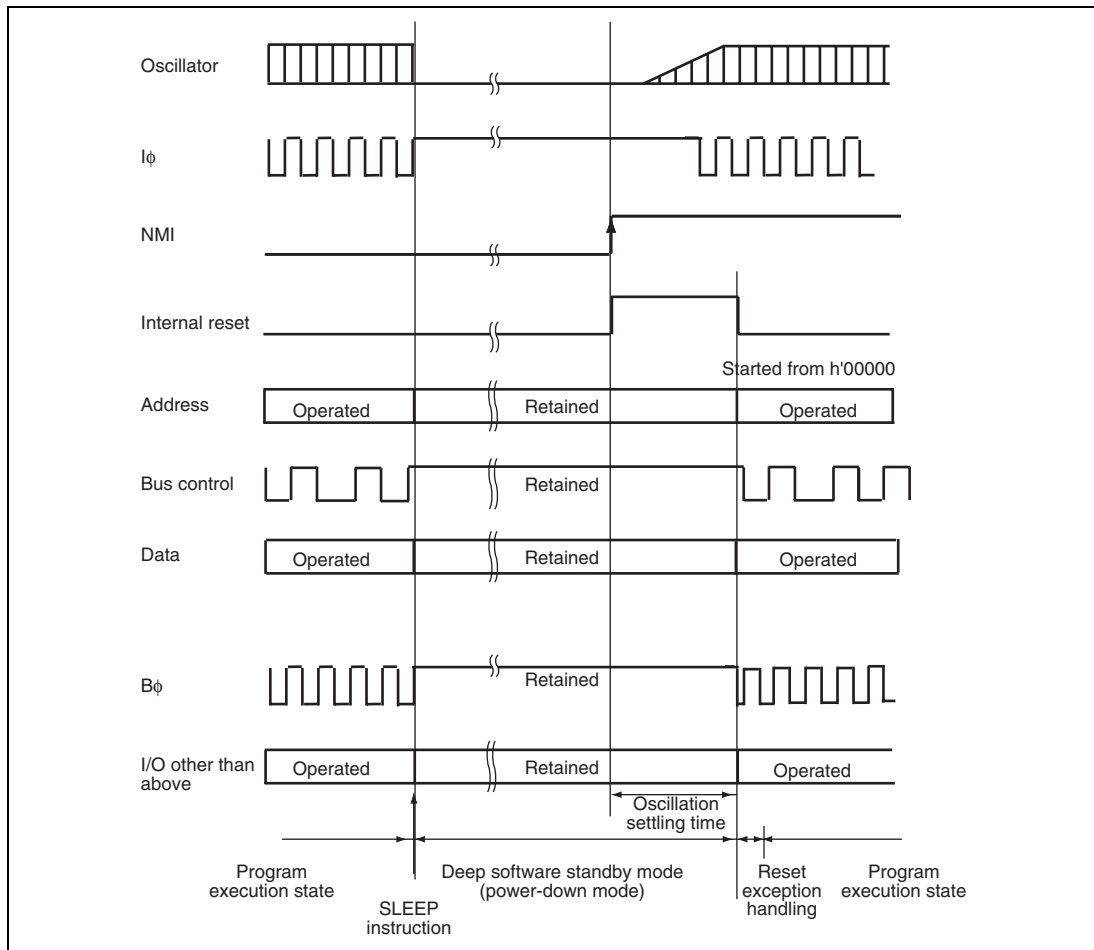 Oscillator
Iϕ
NMI
Internal reset
Started from h'00000
Address
Operated
Retained
Operated
Bus control
Retained
Data
Operated
Retained
Operated
Bϕ
Retained
I/O other than
above
Operated
Retained
Operated
Oscillation
settling time
Program
execution state
SLEEP
instruction
Deep software standby mode
(power-down mode)
Reset
exception
handling
Program
execution state